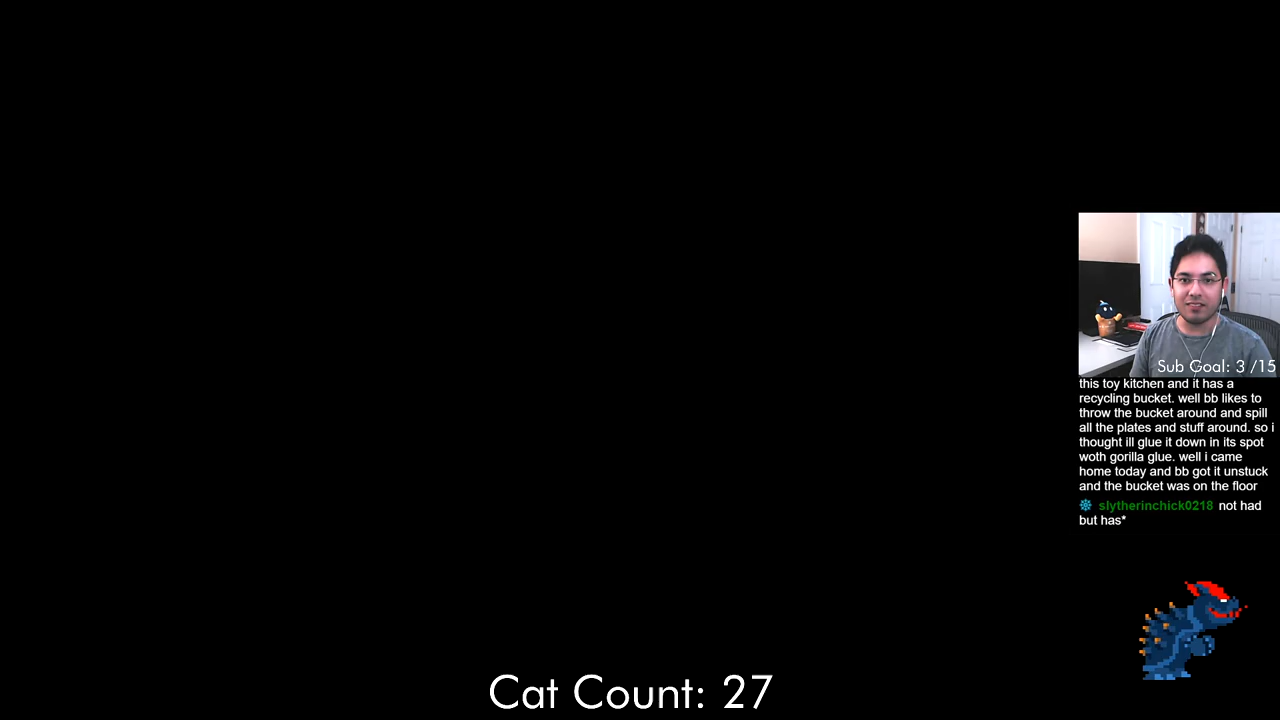 Sub Goal: 3 /15
this toy kitchen and it has a
recycling bucket. well bb likes to
throw the bucket around and spill
all the plates and stuff around. so i
thought ill glue it down in its spot
woth gorilla glue. well i came
home today and bb got it unstuck
and the bucket was on the floor
slytherinchick0218 not had
but has*
Cat Count: 27